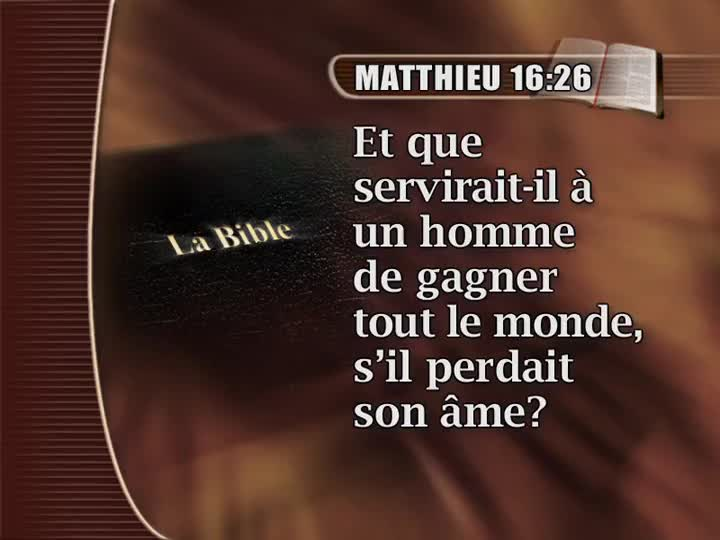 MATTHIEU 16:26
La Bible
Et que
servirait-il à
un homme
de gagner
tout le monde,
s’il perdait
son âme?